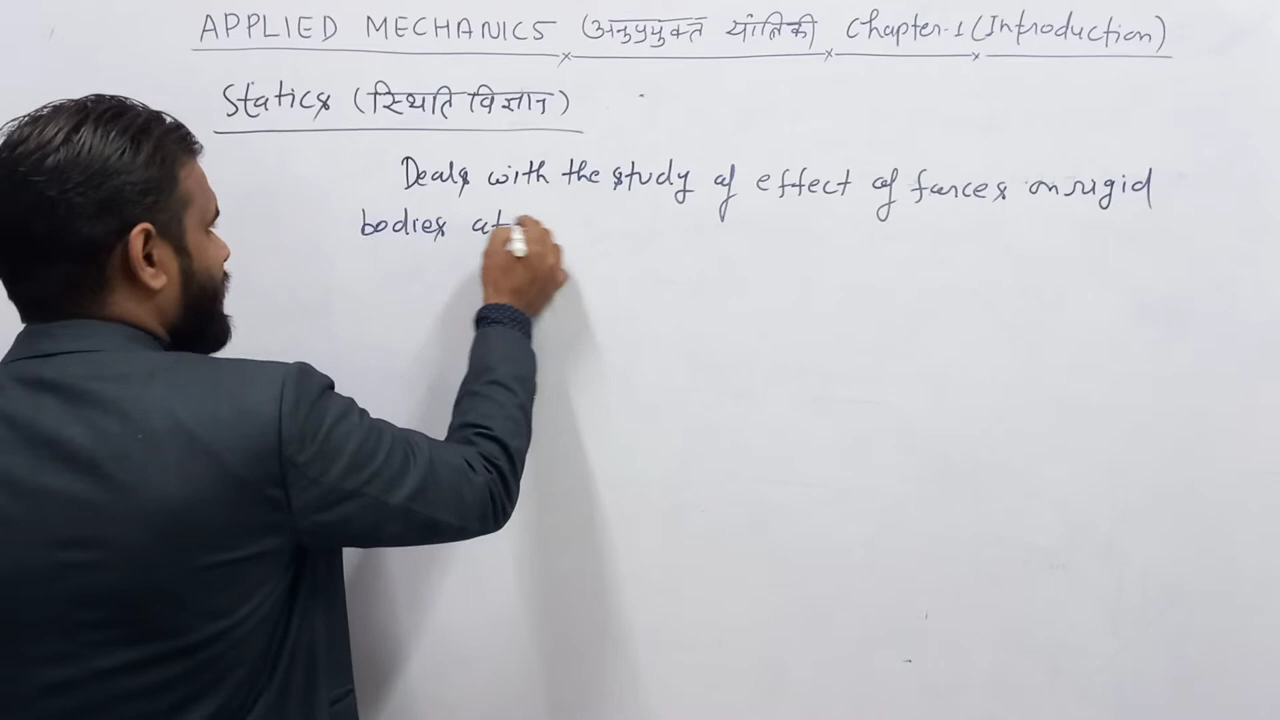 APPLIED MECHANICS (अनुप्रयुक्त यांत्रिकी) Chapter-1 (Introduction)
Statics (स्थिति विज्ञान)
Deals with the study of effect of forces on rigid
bodies at